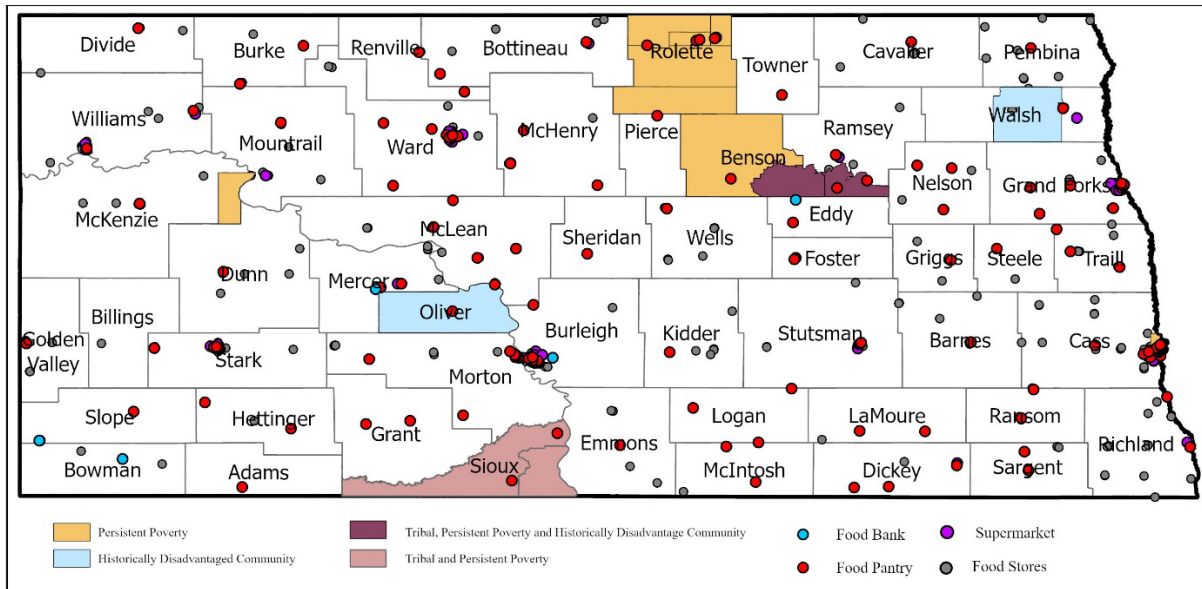 Divide
Burke
Renville
Bottineau
Rolette
Towner
Cavalier
Pembina
Williams
Mountrail
Ward
McHenry
Pierce
Benson
Ramsey
Walsh
McKenzie
Nelson
Grand Forks
McLean
Sheridan
Wells
Eddy
Dunn
Mercer
Foster
Griggs
Steele
Traill
Billings
Oliver
Golden
Valley
Stark
Burleigh
Kidder
Stutsman
Barnes
Cass
Morton
Slope
Hettinger
Grant
Logan
LaMoure
Ransom
Emmons
Richland
Bowman
Adams
Sioux
McIntosh
Dickey
Sargent
Persistent Poverty
Tribal, Persistent Poverty and Historically Disadvantage Community
Food Bank
Supermarket
Historically Disadvantaged Community
Tribal and Persistent Poverty
Food Pantry
Food Stores